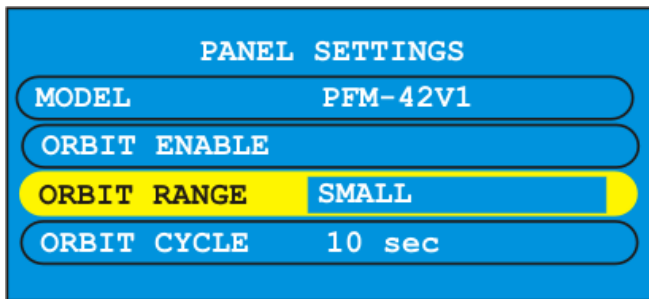 PANEL SETTINGS
MODEL PFM-42V1
ORBIT ENABLE
ORBIT RANGE SMALL
ORBIT CYCLE 10 sec